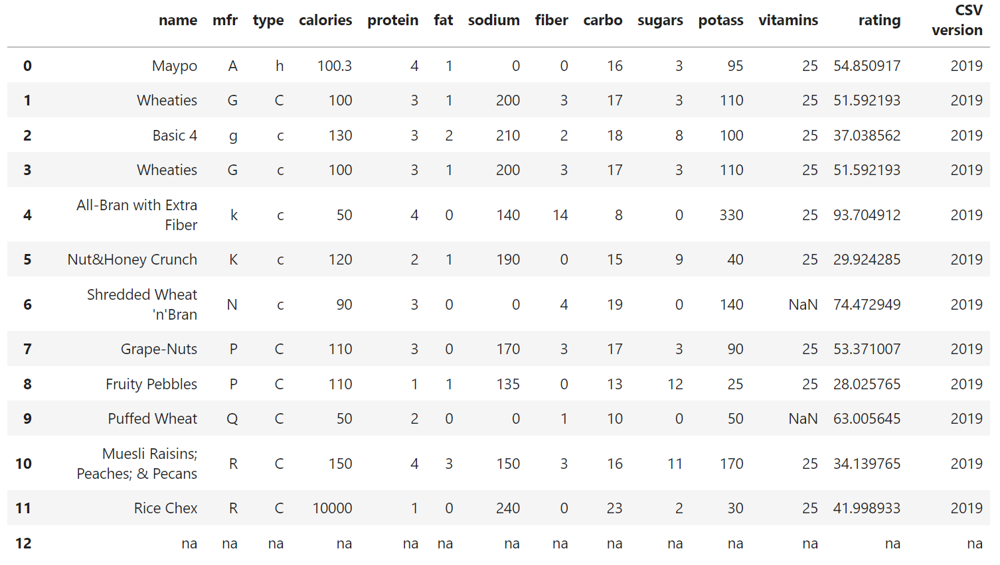 name mfr type calories protein fat sodium fiber carbo sugars potass vitamins rating CSV version
0 Maypo A h 100.3 4 1 0 0 16 3 95 25 54.850917 2019
1 Wheaties G C 100 3 1 200 3 17 3 110 25 51.592193 2019
2 Basic 4 g c 130 3 2 210 2 18 8 100 25 37.038562 2019
3 Wheaties G c 100 3 1 200 3 17 3 110 25 51.592193 2019
4 All-Bran with Extra Fiber k c 50 4 0 140 14 8 0 330 25 93.704912 2019
5 Nut&Honey Crunch K c 120 2 1 190 0 15 9 40 25 29.924285 2019
6 Shredded Wheat 'n'Bran N c 90 3 0 0 4 19 0 140 NaN 74.472949 2019
7 Grape-Nuts P C 110 3 0 170 3 17 3 90 25 53.371007 2019
8 Fruity Pebbles P C 110 1 1 135 0 13 12 25 25 28.025765 2019
9 Puffed Wheat Q C 50 2 0 0 1 10 0 50 NaN 63.005645 2019
10 Muesli Raisins; Peaches; & Pecans R C 150 4 3 150 3 16 11 170 25 34.139765 2019
11 Rice Chex R C 10000 1 0 240 0 23 2 30 25 41.998933 2019
12 na na na na na na na na na na na na na na